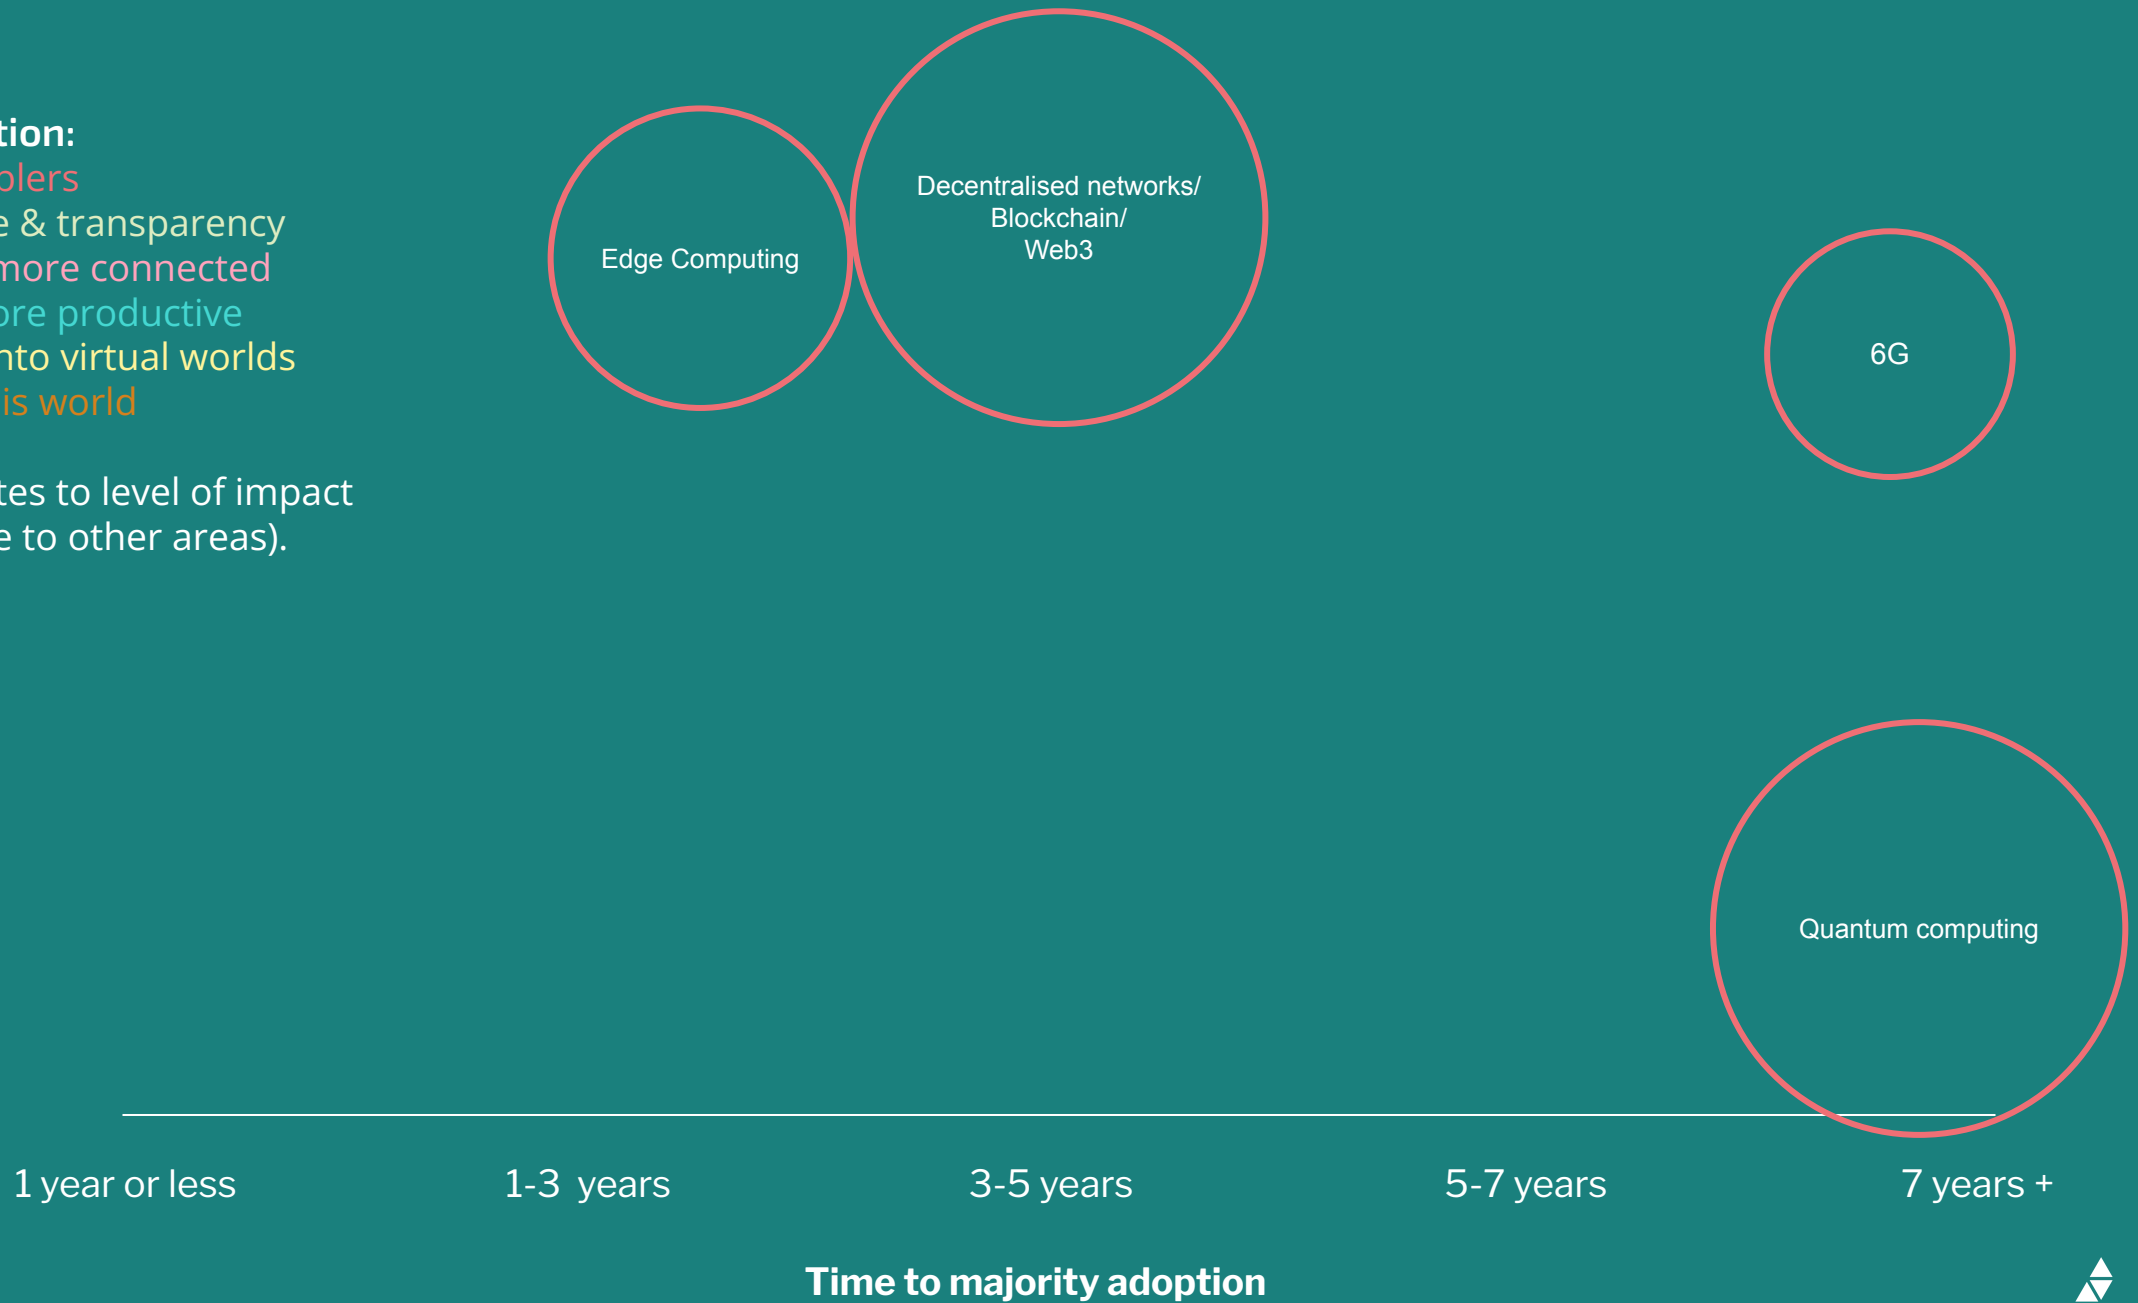 tion:
blers
e & transparency
more connected
ore productive
nto virtual worlds
is world
tes to level of impact
e to other areas).
Edge Computing
Decentralised networks/
Blockchain/
Web3
6G
Quantum computing
1 year or less
1-3 years
3-5 years
5-7 years
7 years +
Time to majority adoption